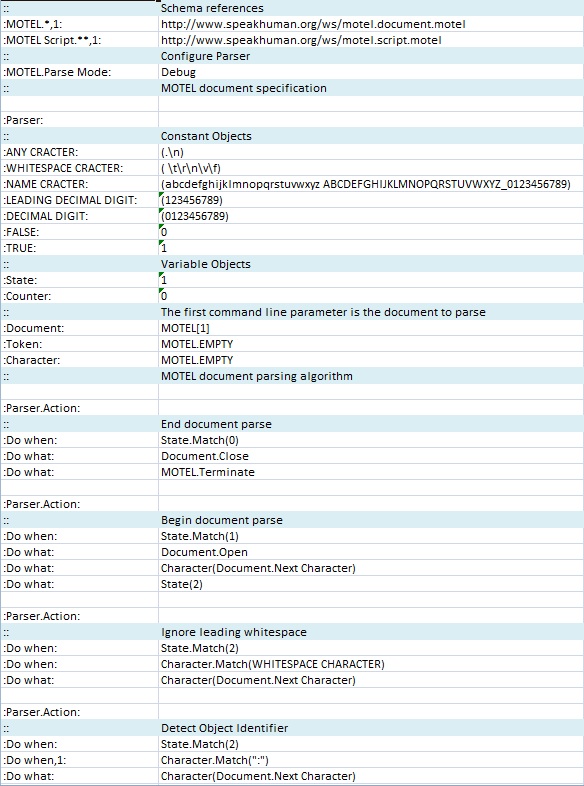 :: Schema references
:MOTEL.*,1: http://www.speakhuman.org/ws/motel.document.motel
:MOTEL Script.**,1: http://www.speakhuman.org/ws/motel.script.motel
:: Configure Parser
:MOTEL.Parse Mode: Debug
:: MOTEL document specification
:Parser:
:: Constant Objects
:ANY CRACTER: (.\n)
:WHITESPACE CRACTER: ( \t\r\n\v\f)
:NAME CRACTER: (abcdefghijklmnopqrstuvwxyz ABCDEFGHIJKLMNOPQRSTUVWXYZ_0123456789)
:LEADING DECIMAL DIGIT: (123456789)
:DECIMAL DIGIT: (0123456789)
:FALSE: 0
:TRUE: 1
:: Variable Objects
:State: 1
:Counter: 0
:: The first command line parameter is the document to parse
:Document: MOTEL[1]
:Token: MOTEL.EMPTY
:Character: MOTEL.EMPTY
:: MOTEL document parsing algorithm
:Parser.Action:
:: End document parse
:Do when: State.Match(0)
:Do what: Document.Close
:Do what: MOTEL.Terminate
:Parser.Action:
:: Begin document parse
:Do when: State.Match(1)
:Do what: Document.Open
:Do what: Character(Document.Next Character)
:Do what: State(2)
:Parser.Action:
:: Ignore leading whitespace
:Do when: State.Match(2)
:Do when: Character.Match(WHITESPACE CHARACTER)
:Do what: Character(Document.Next Character)
:Parser.Action:
:: Detect Object Identifier
:Do when: State.Match(2)
:Do when,1: Character.Match(":")
:Do what: Character(Document.Next Character)